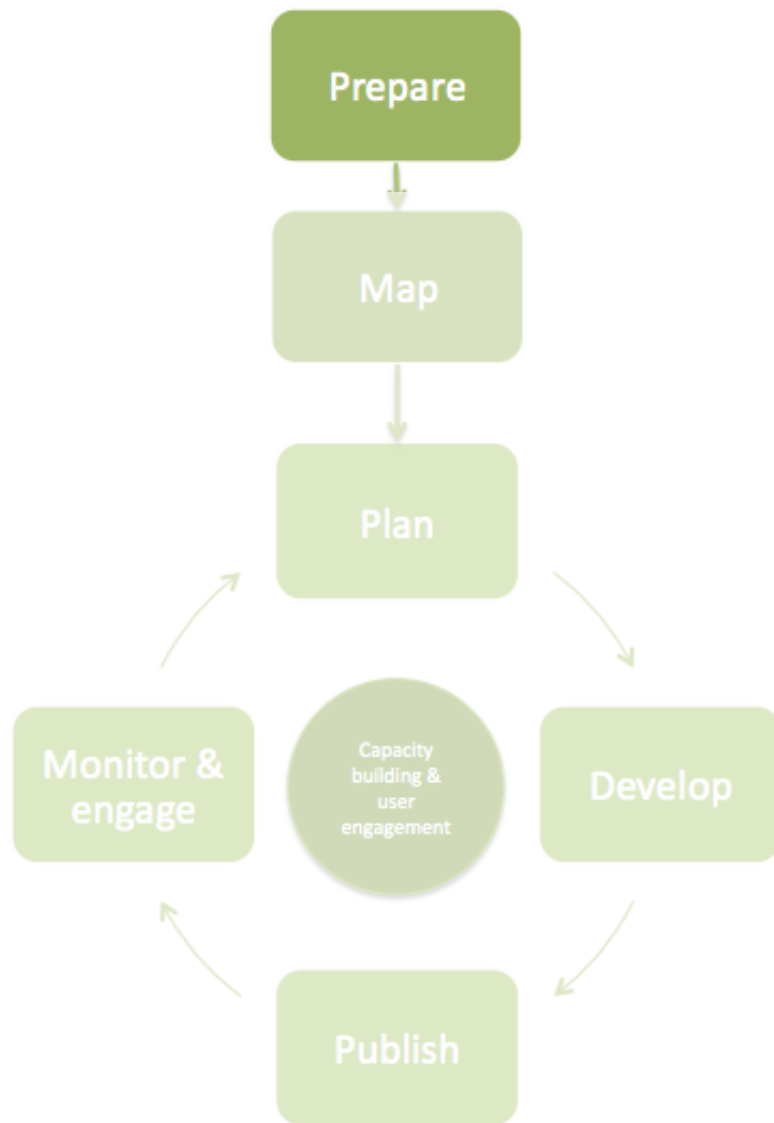 Prepare
Map
Plan
Monitor &
engage
Capacity
building &
user
engagement
Develop
Publish